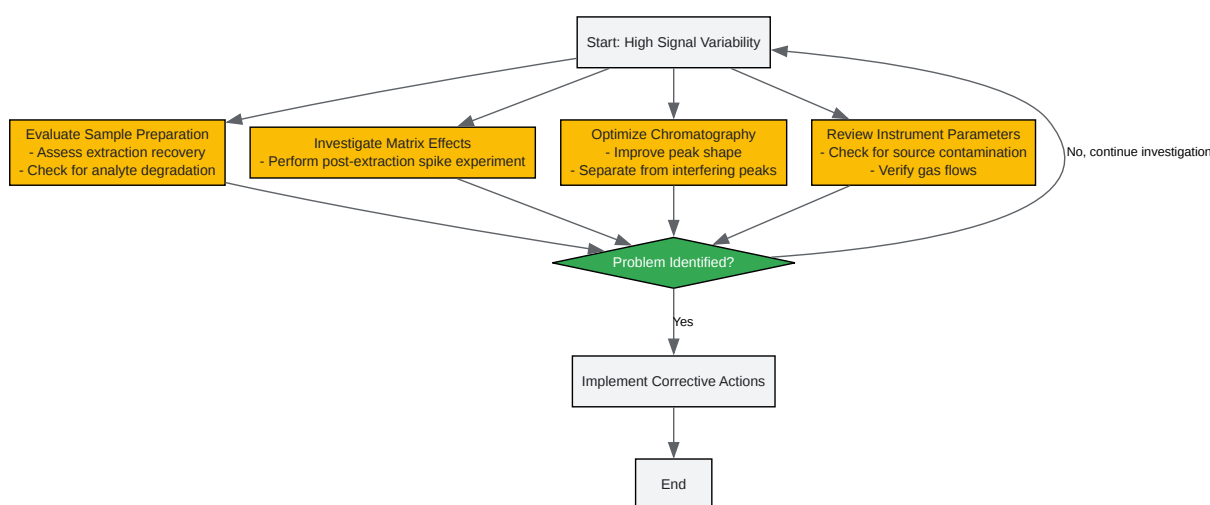 Start: High Signal Variability
Evaluate Sample Preparation
- Assess extraction recovery
- Check for analyte degradation
Investigate Matrix Effects
- Perform post-extraction spike experiment
Optimize Chromatography
- Improve peak shape
- Separate from interfering peaks
Review Instrument Parameters
- Check for source contamination
- Verify gas flows
No, continue investigation
Problem Identified?
Yes
Implement Corrective Actions
End